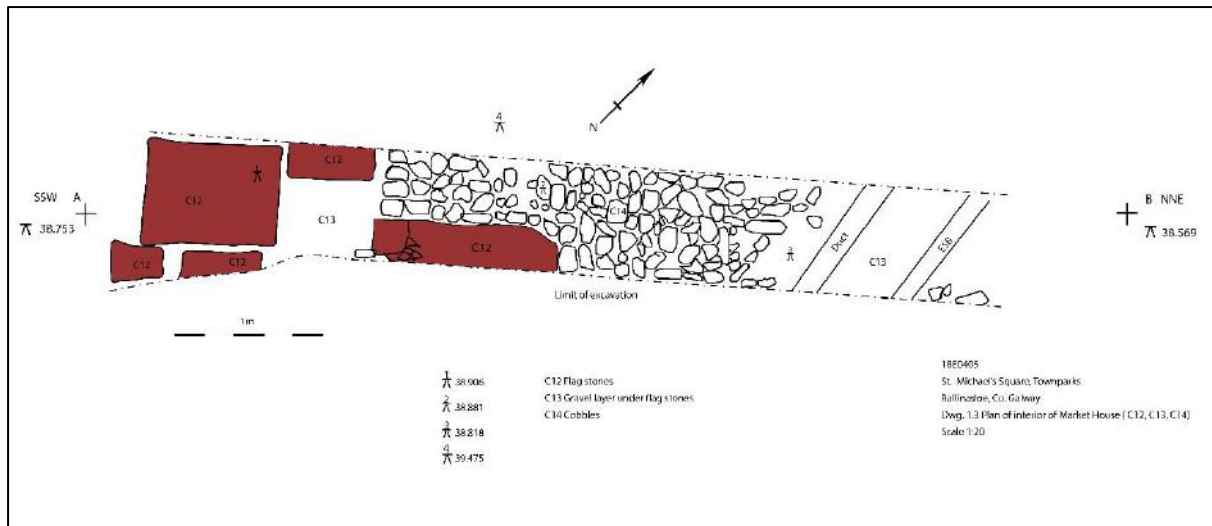 4
N
C12
1
C12
2
C14
SSW A
C13
B NNE
38.753
38.569
C12
Duct
ESB
3
C13
C12
C12
Limit of excavation
1m
1 38.906
2 38.881
3 38.818
4 39.475
C12 Flag stones
C13 Gravel layer under flag stones
C14 Cobbles
18E0405
St. Michael's Square, Townparks
Ballinasloe, Co. Galway
Dwg. 1.3 Plan of interior of Market House ( C12, C13, C14)
Scale 1:20